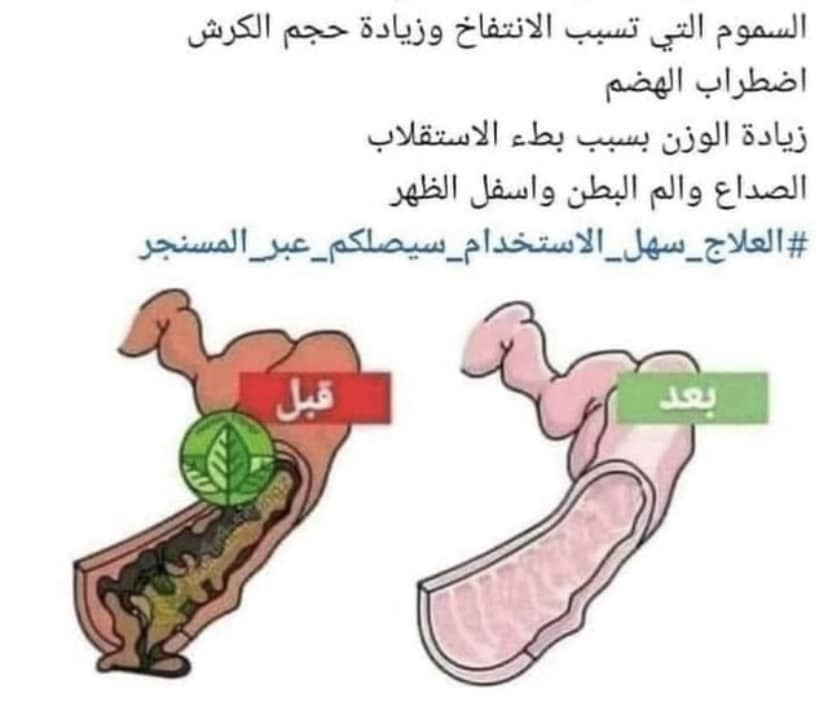 السموم التي تسبب الانتفاخ وزيادة حجم الكرش
اضطراب الهضم
زيادة الوزن بسبب بطء الاستقلاب
الصداع والم البطن واسفل الظهر
#العلاج_سهل_الاستخدام_سيصلكم_عبر_المسنجر
قبل
بعد